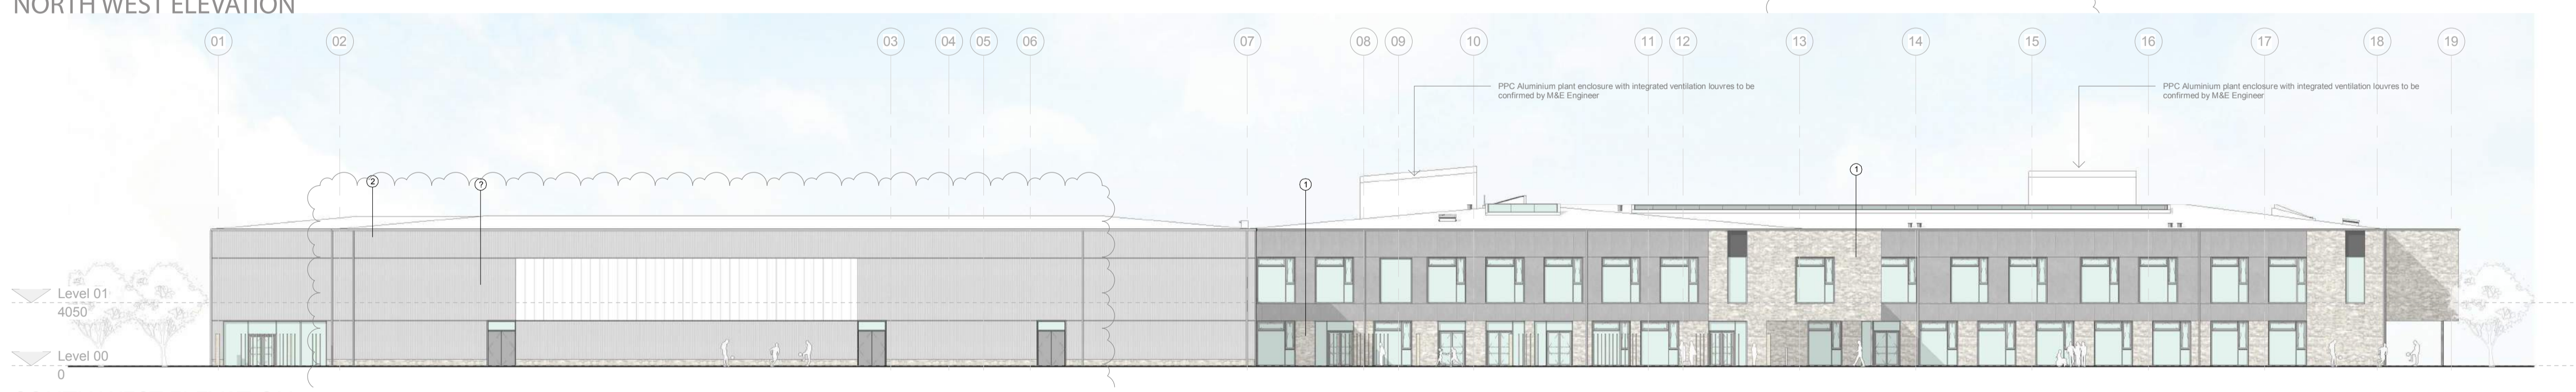 NORTH WEST ELEVATION
01 02 03 04 05 06 07 08 09 10 11 12 13 14 15 16 17 18 19
PPC Aluminium plant enclosure with integrated ventilation louvres to be
confirmed by M&E Engineer
PPC Aluminium plant enclosure with integrated ventilation louvres to be
confirmed by M&E Engineer
2 ? 1 1
Level 01
4050
Level 00
0